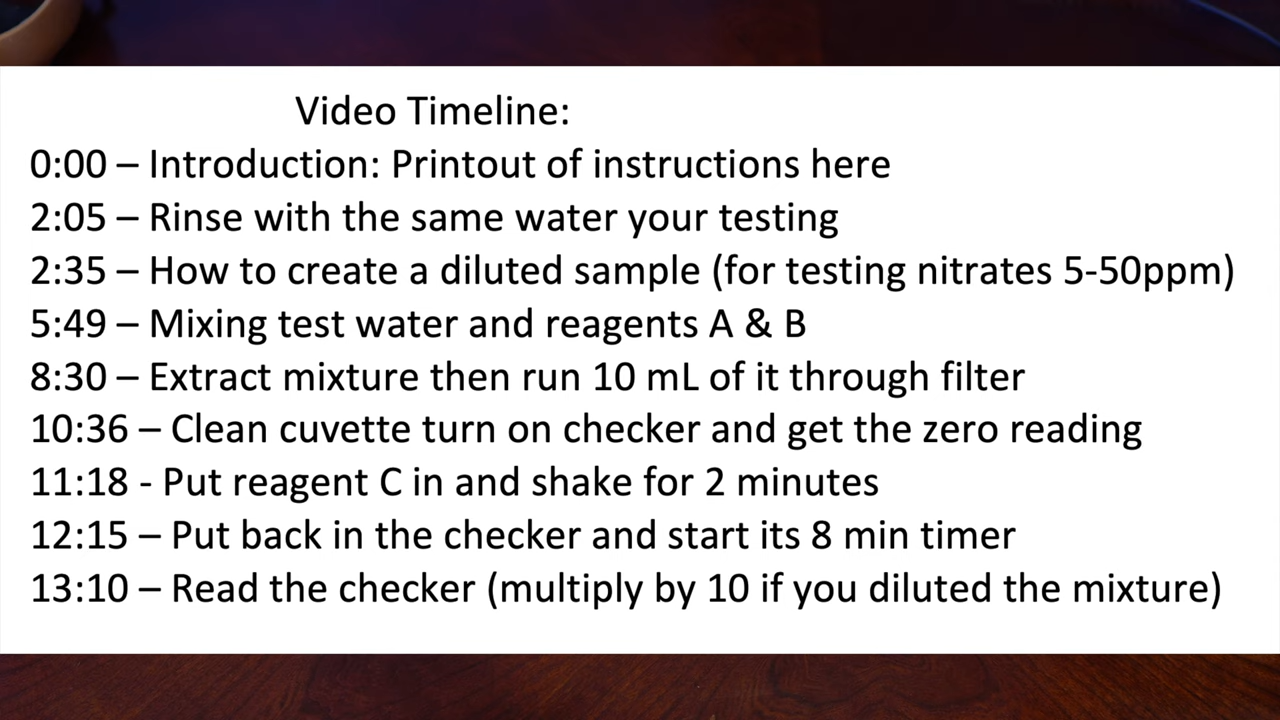 Video Timeline:
0:00 – Introduction: Printout of instructions here
2:05 – Rinse with the same water your testing
2:35 – How to create a diluted sample (for testing nitrates 5-50ppm)
5:49 – Mixing test water and reagents A & B
8:30 – Extract mixture then run 10 mL of it through filter
10:36 – Clean cuvette turn on checker and get the zero reading
11:18 - Put reagent C in and shake for 2 minutes
12:15 – Put back in the checker and start its 8 min timer
13:10 – Read the checker (multiply by 10 if you diluted the mixture)